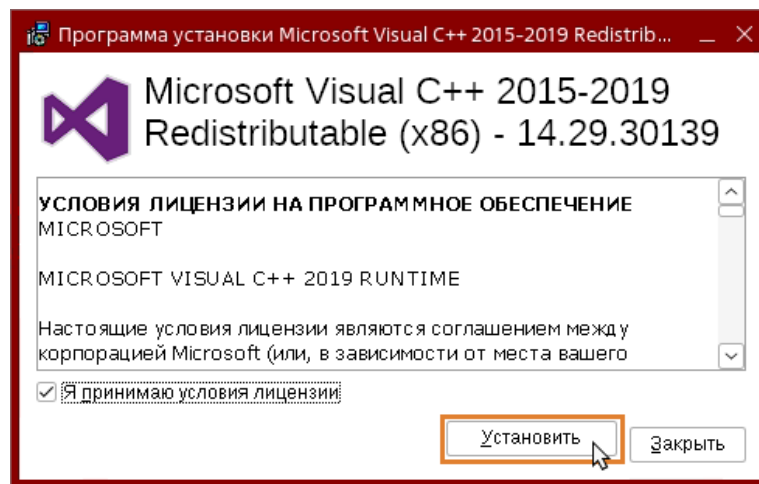 Программа установки Microsoft Visual C++ 2015-2019 Redistrib...
Microsoft Visual C++ 2015-2019
Redistributable (x86) - 14.29.30139
УСЛОВИЯ ЛИЦЕНЗИИ НА ПРОГРАММНОЕ ОБЕСПЕЧЕНИЕ
MICROSOFT
MICROSOFT VISUAL C++ 2019 RUNTIME
Настоящие условия лицензии являются соглашением между
корпорацией Microsoft (или, в зависимости от места вашего
Я принимаю условия лицензии
Установить
Закрыть